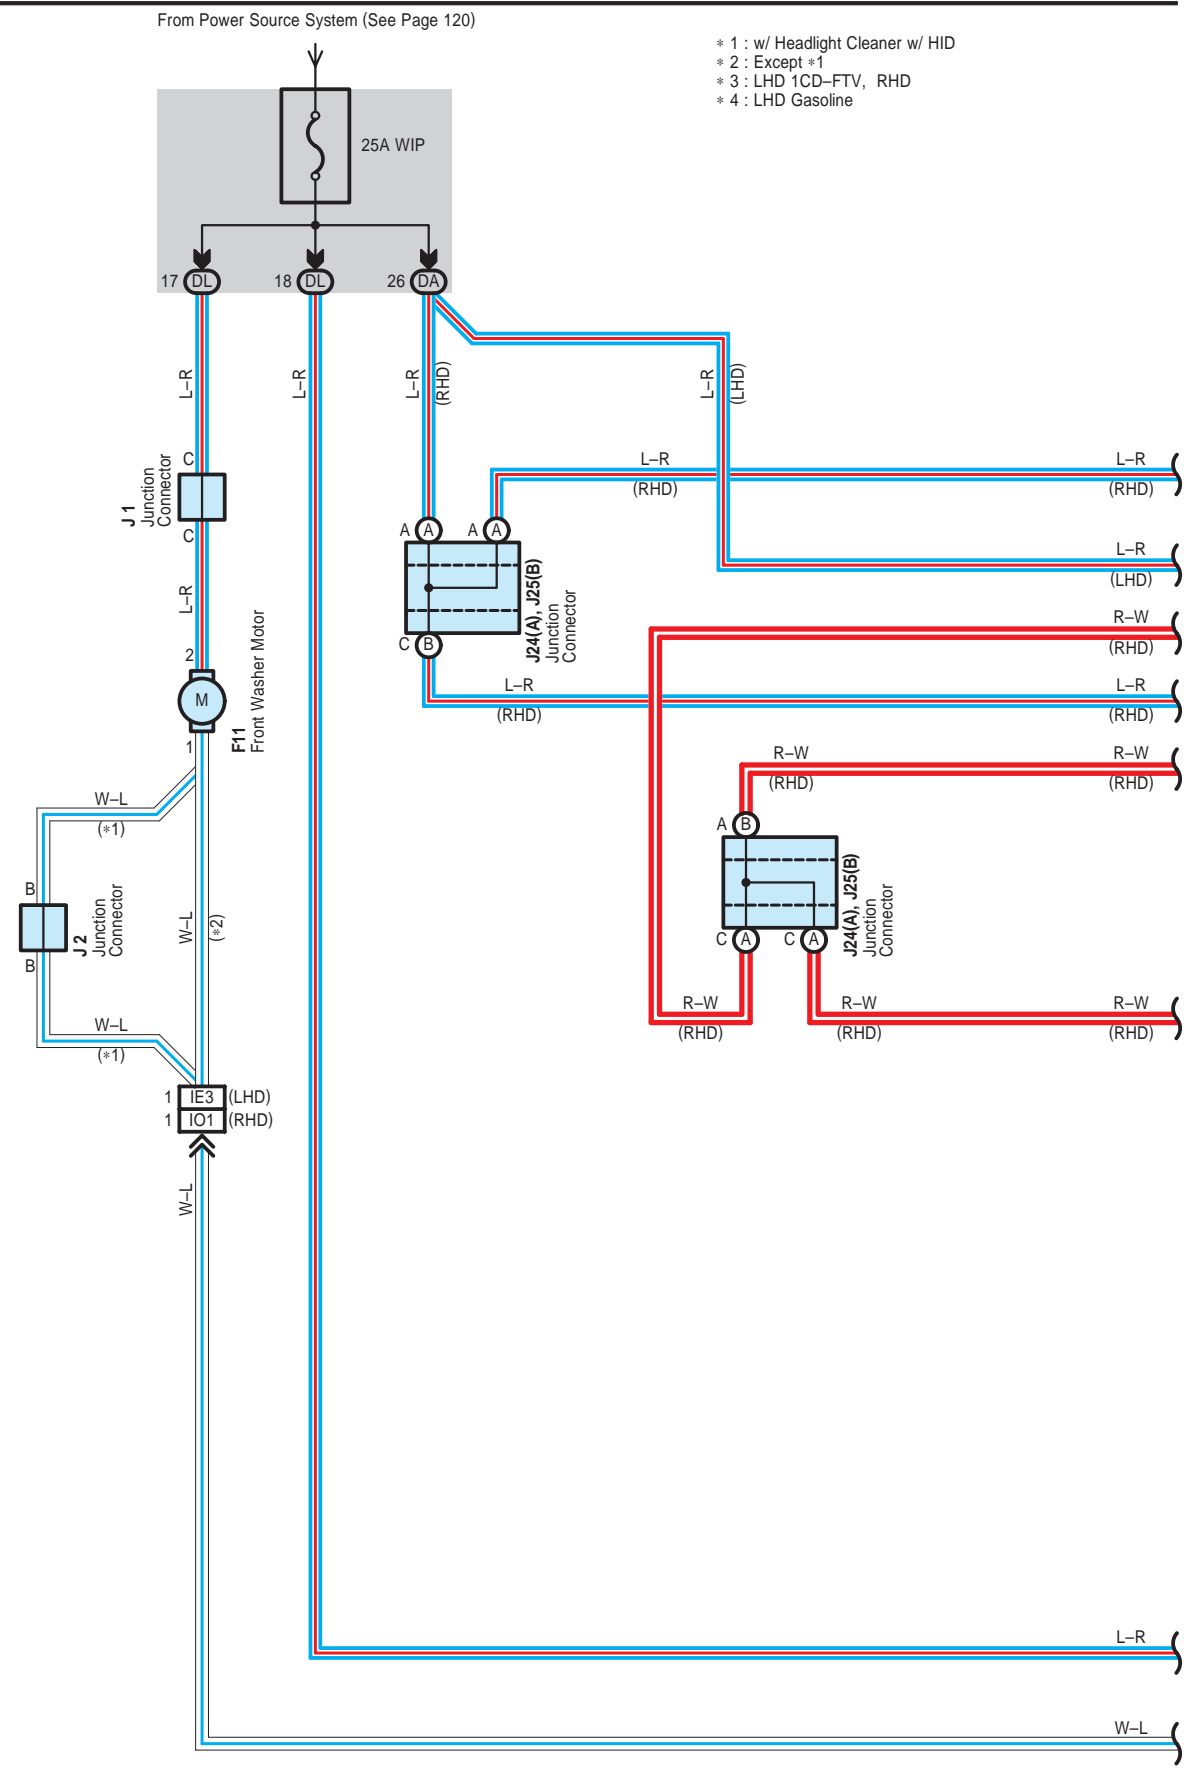 From Power Source System (See Page 120)
∗ 1 : w/ Headlight Cleaner w/ HID
∗ 2 : Except ∗1
∗ 3 : LHD 1CD–FTV, RHD
∗ 4 : LHD Gasoline
25A WIP
17 DL
18 DL
26 DA
L–R
L–R
L–R
(RHD)
L–R
(LHD)
C
J 1
Junction
Connector
C
L–R
(RHD)
L–R
(RHD)
A A
A A
L–R
(LHD)
J24(A), J25(B)
Junction
Connector
C B
L–R
2
M
1
F11
Front Washer Motor
R–W
(RHD)
L–R
(RHD)
L–R
(RHD)
R–W
(RHD)
R–W
(RHD)
W–L
(∗1)
A B
J24(A), J25(B)
Junction
Connector
C A
C A
B
J 2
Junction
Connector
B
W–L
(∗2)
R–W
(RHD)
R–W
(RHD)
R–W
(RHD)
W–L
(∗1)
1 IE3 (LHD)
1 IO1 (RHD)
W–L
L–R
W–L